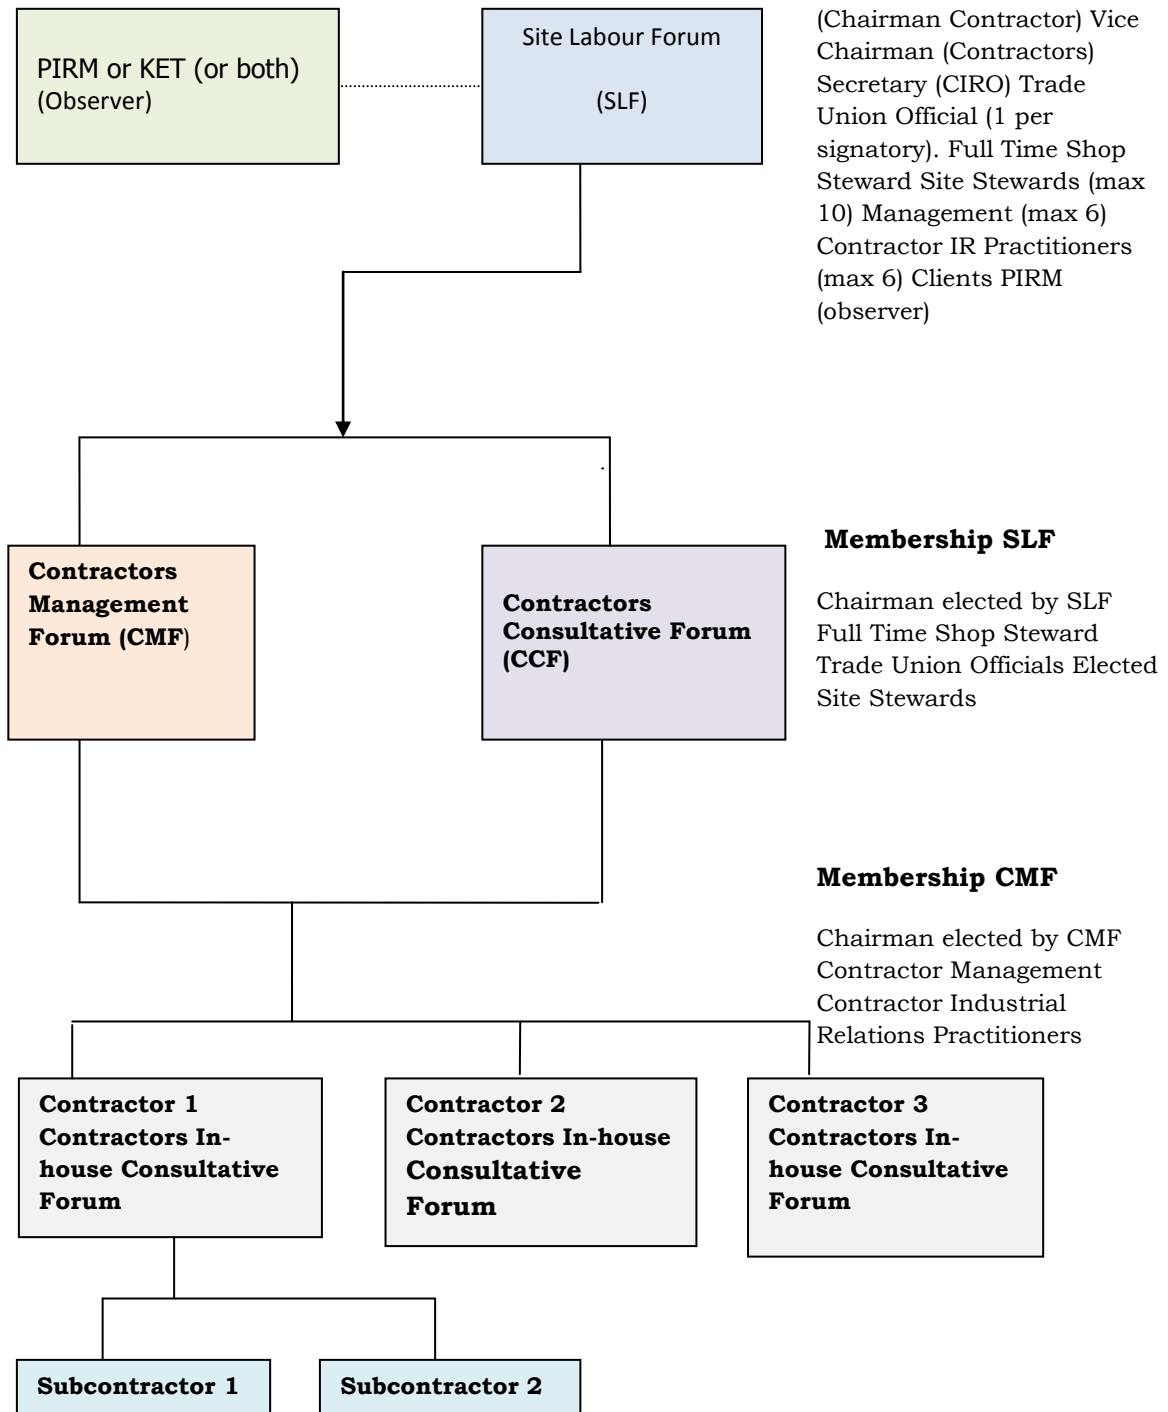 PIRM or KET (or both)
(Observer)
Site Labour Forum
(SLF)
(Chairman Contractor) Vice
Chairman (Contractors)
Secretary (CIRO) Trade
Union Official (1 per
signatory). Full Time Shop
Steward Site Stewards (max
10) Management (max 6)
Contractor IR Practitioners
(max 6) Clients PIRM
(observer)
Contractors
Management
Forum (CMF)
Contractors
Consultative Forum
(CCF)
Membership SLF
Chairman elected by SLF
Full Time Shop Steward
Trade Union Officials Elected
Site Stewards
Membership CMF
Chairman elected by CMF
Contractor Management
Contractor Industrial
Relations Practitioners
Contractor 1
Contractors In-
house Consultative
Forum
Contractor 2
Contractors In-house
Consultative
Forum
Contractor 3
Contractors In-
house Consultative
Forum
Subcontractor 1
Subcontractor 2